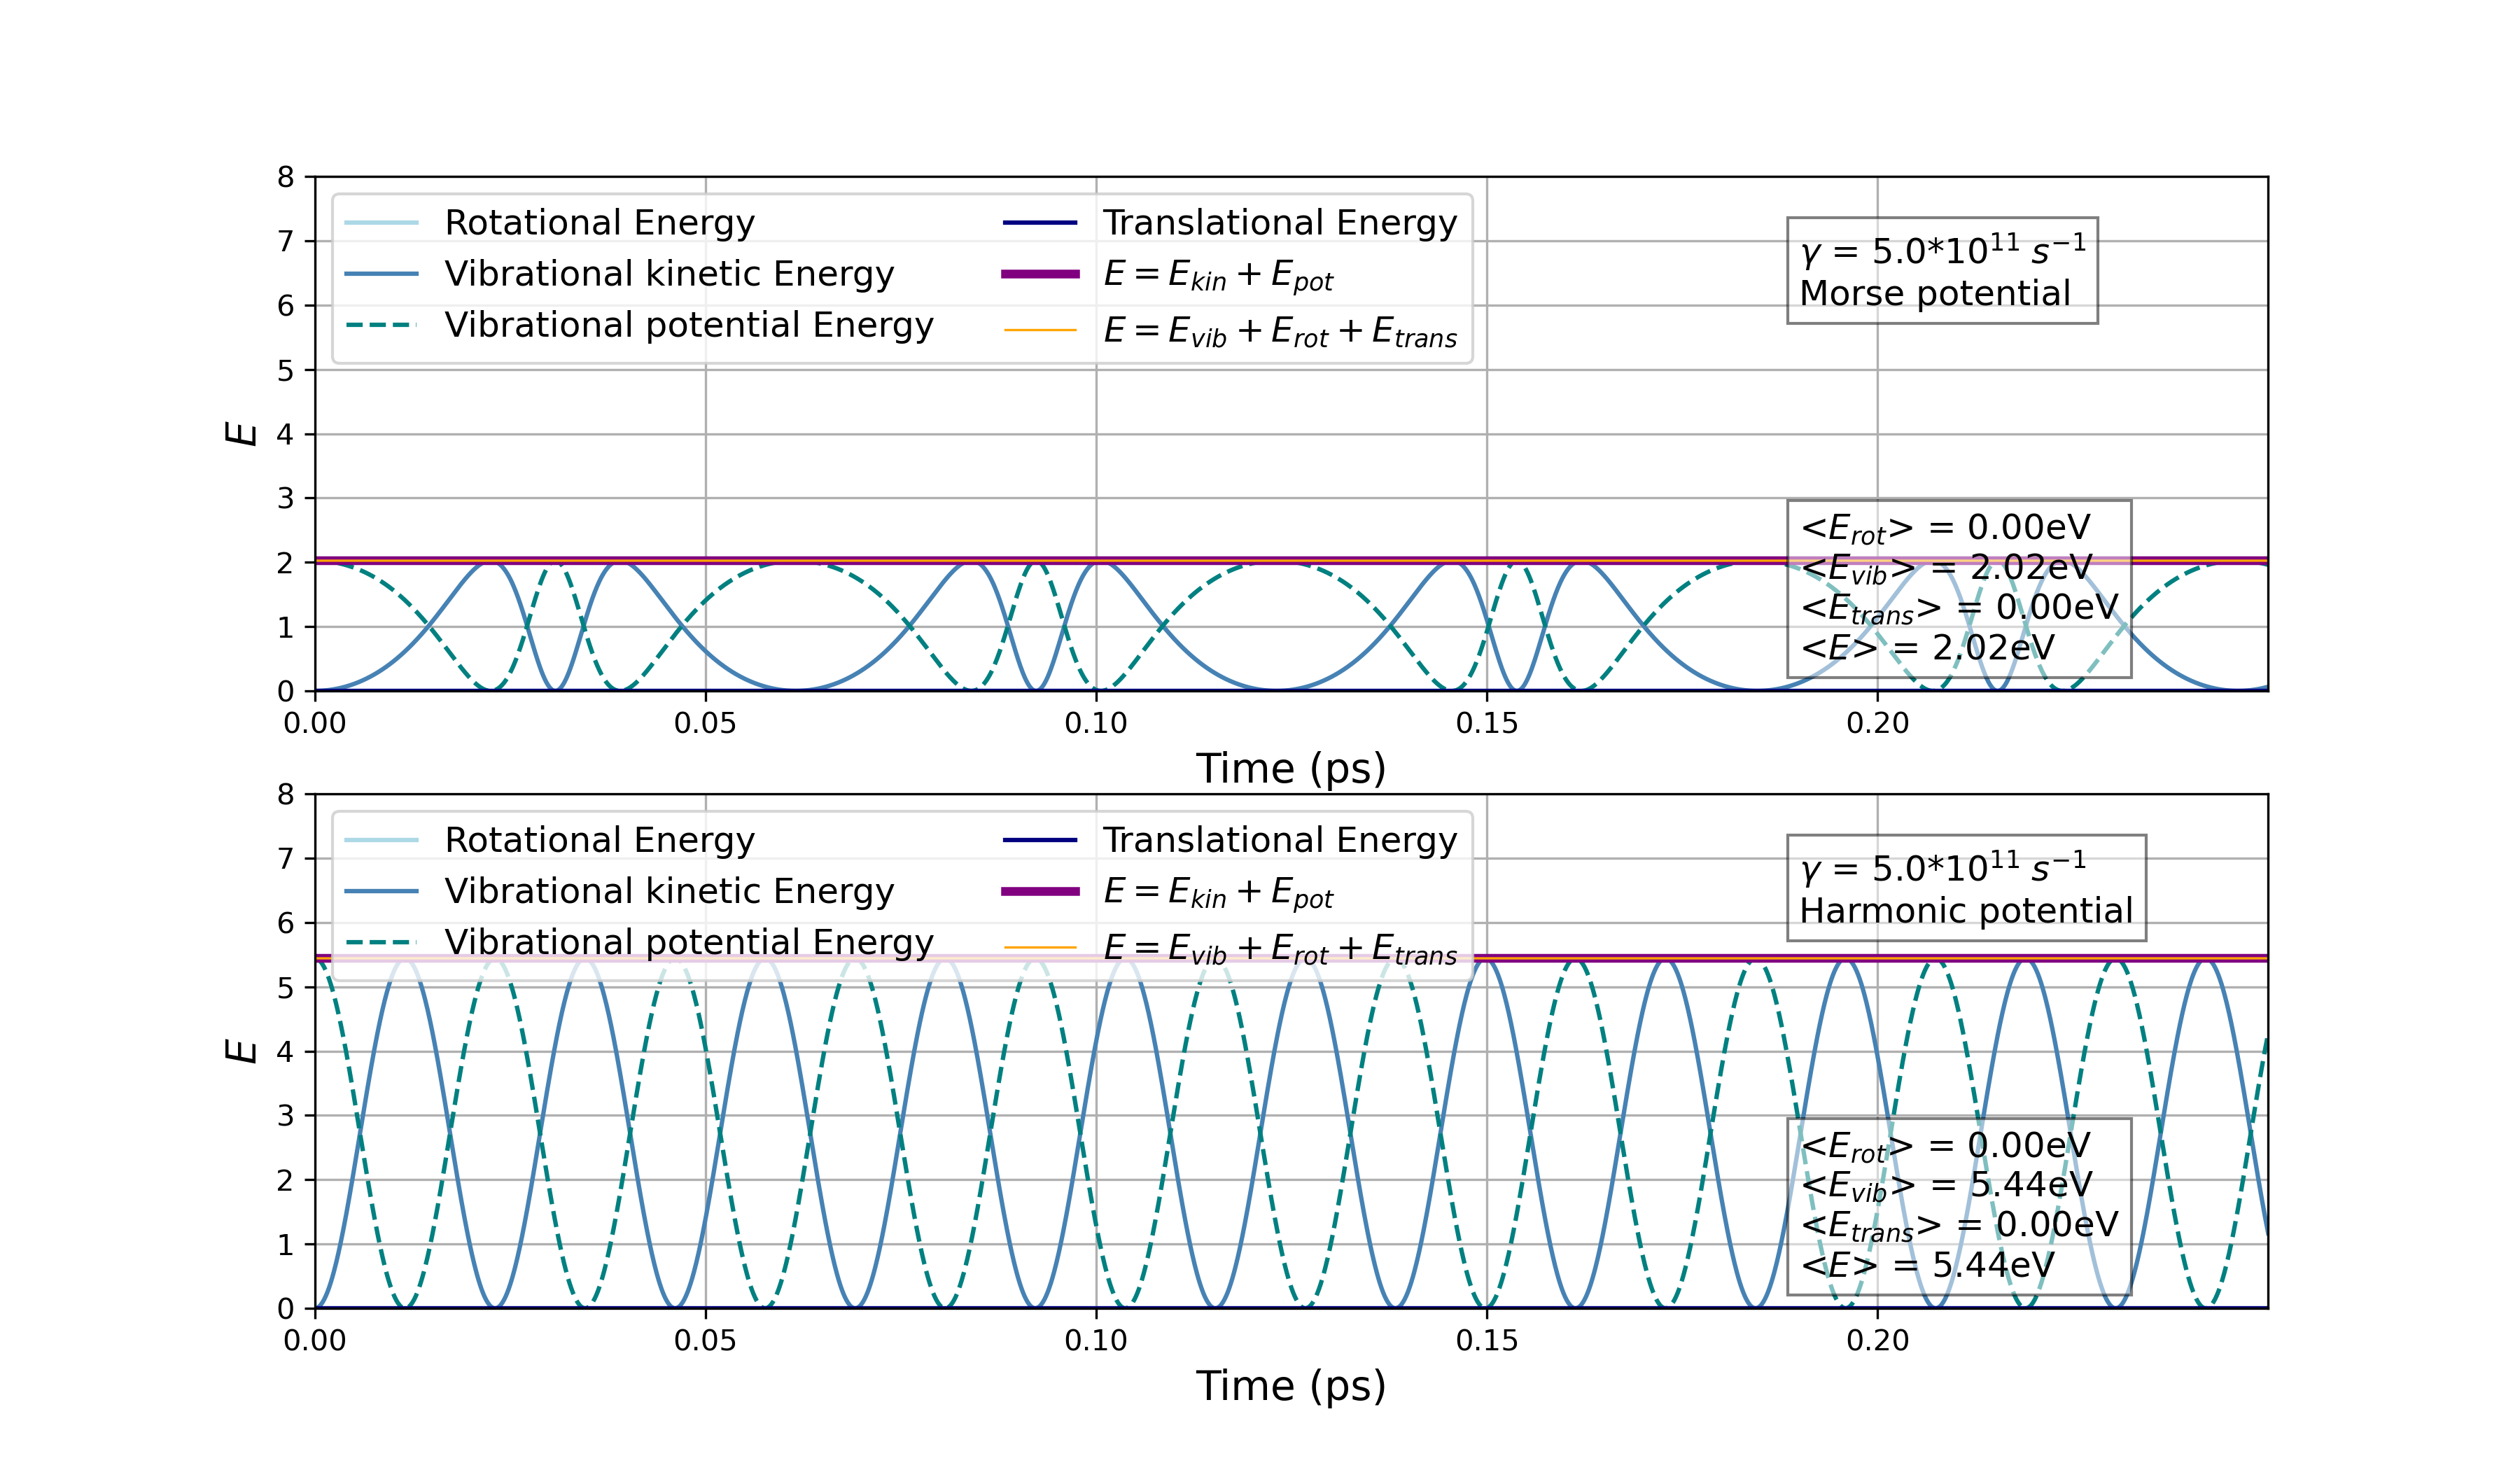 8
7
6
5
4
3
2
1
0
E
Rotational Energy
Vibrational kinetic Energy
Vibrational potential Energy
Translational Energy
E = E_kin + E_pot
E = E_vib + E_rot + E_trans
γ = 5.0*10¹¹ s⁻¹
Morse potential
<E_rot> = 0.00eV
<E_vib> = 2.02eV
<E_trans> = 0.00eV
<E> = 2.02eV
0.00 0.05 0.10 0.15 0.20
Time (ps)
8
7
6
5
4
3
2
1
0
E
Rotational Energy
Vibrational kinetic Energy
Vibrational potential Energy
Translational Energy
E = E_kin + E_pot
E = E_vib + E_rot + E_trans
γ = 5.0*10¹¹ s⁻¹
Harmonic potential
<E_rot> = 0.00eV
<E_vib> = 5.44eV
<E_trans> = 0.00eV
<E> = 5.44eV
0.00 0.05 0.10 0.15 0.20
Time (ps)